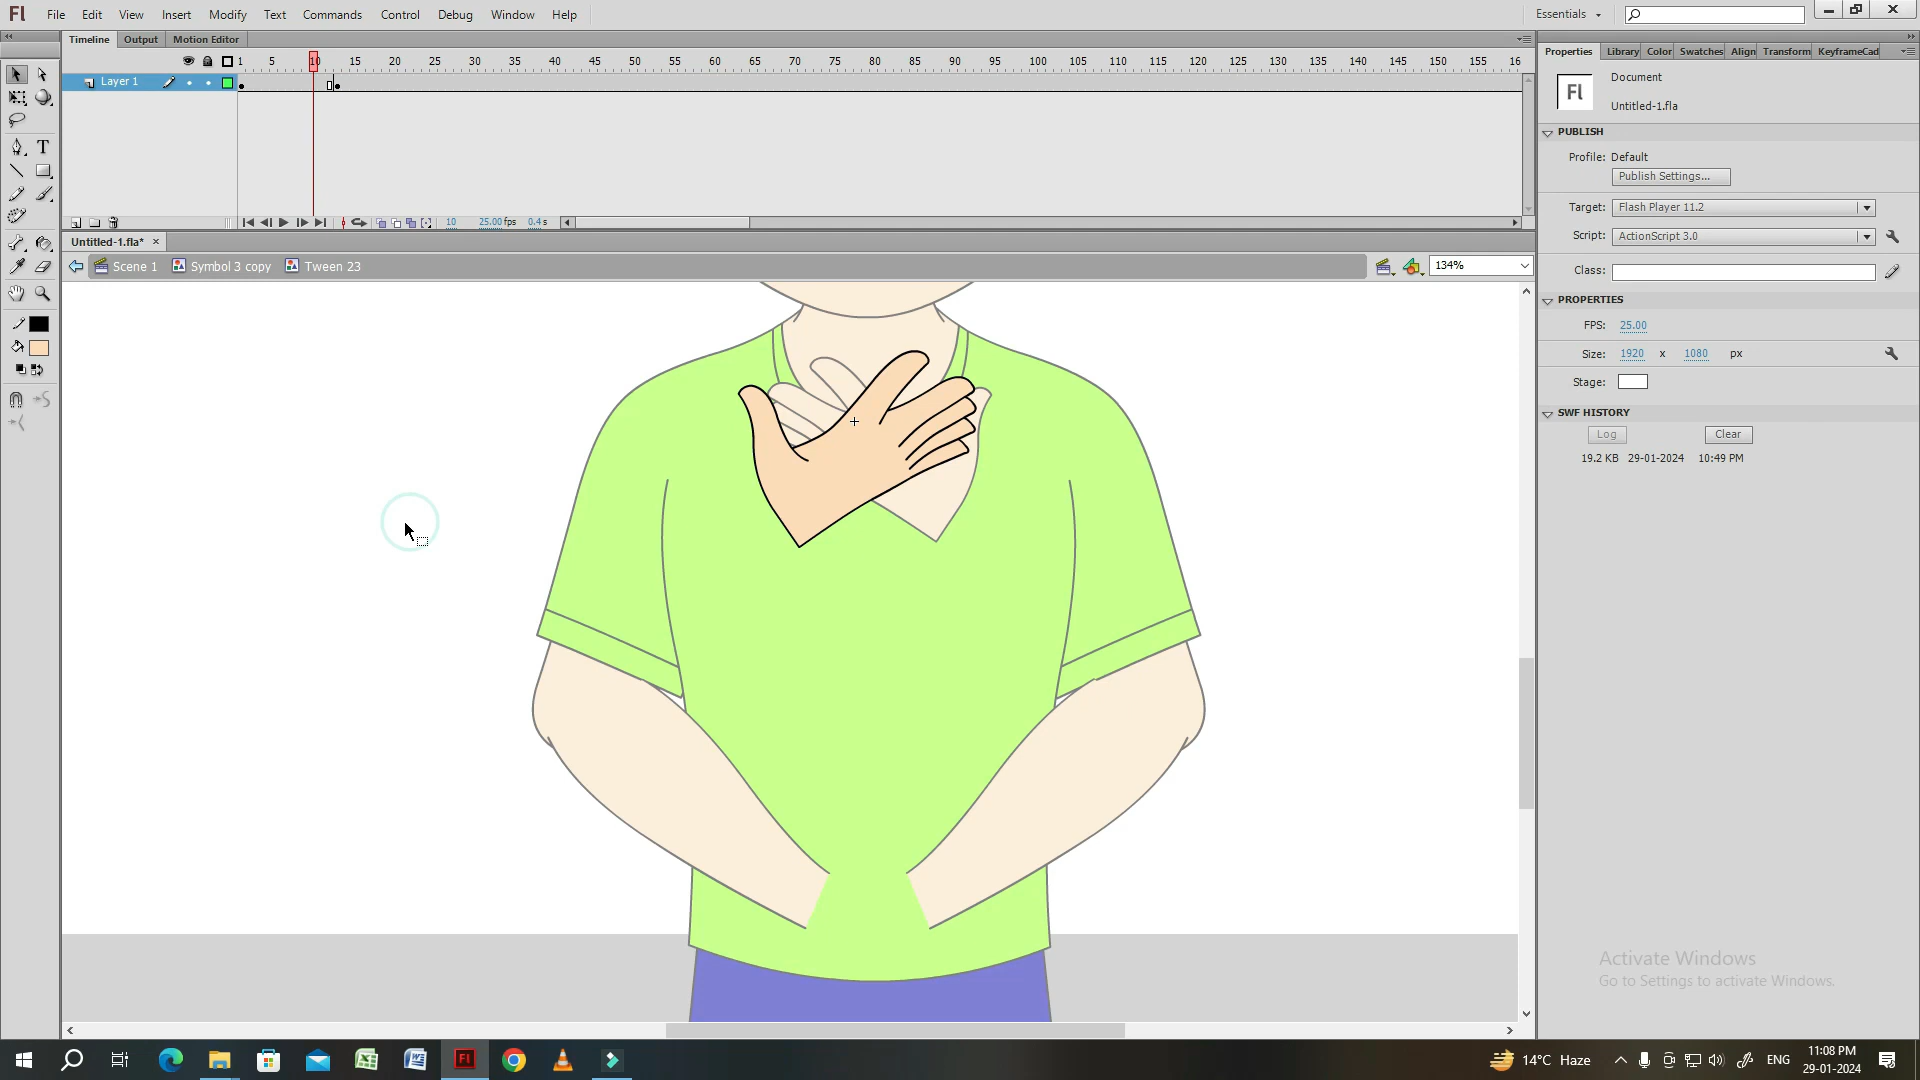 Fl File Edit View Insert Modify Text Commands Control Debug Window Help Essentials
Timeline Output Motion Editor
1 5 10 15 20 25 30 35 40 45 50 55 60 65 70 75 80 85 90 95 100 105 110 115 120 125 130 135 140 145 150 155 16
Layer 1
10 25.00 fps 0.4 s
Untitled-1.fla* ×
Scene 1 Symbol 3 copy Tween 23 134%
Properties Library Color Swatches Align Transform KeyframeCad
Document
Fl
Untitled-1.fla
PUBLISH
Profile: Default
Publish Settings...
Target: Flash Player 11.2
Script: ActionScript 3.0
Class:
PROPERTIES
FPS: 25.00
Size: 1920 x 1080 px
Stage:
SWF HISTORY
Log Clear
19.2 KB 29-01-2024 10:49 PM
T
Activate Windows
Go to Settings to activate Windows.
Fl
14°C Haze ENG 11:08 PM
29-01-2024